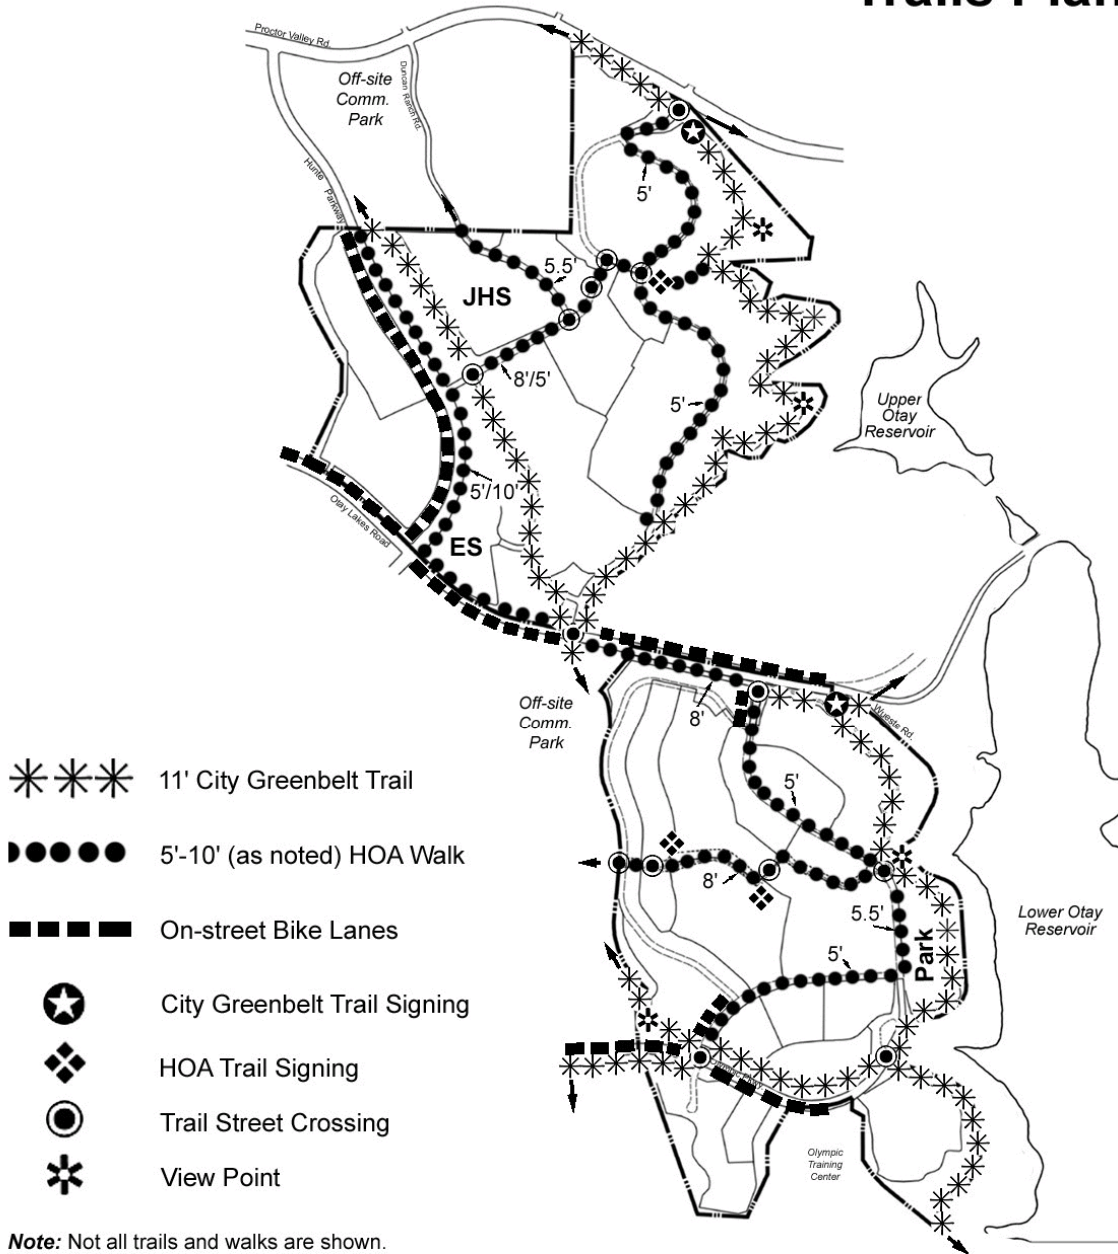 Trails Plan
Proctor Valley Rd.
Off-site
Comm.
Park
Duncan Ranch Rd.
Hunte Parkway
5'
5.5'
JHS
8'/5'
5'
Upper
Otay
Reservoir
5'/10'
Otay Lakes Road
ES
Off-site
Comm.
Park
8'
Wueste Rd.
11' City Greenbelt Trail
5'
5'-10' (as noted) HOA Walk
8'
5.5'
Lower Otay
Reservoir
On-street Bike Lanes
Park
5'
City Greenbelt Trail Signing
HOA Trail Signing
Trail Street Crossing
Olympic
Training
Center
View Point
Note: Not all trails and walks are shown.